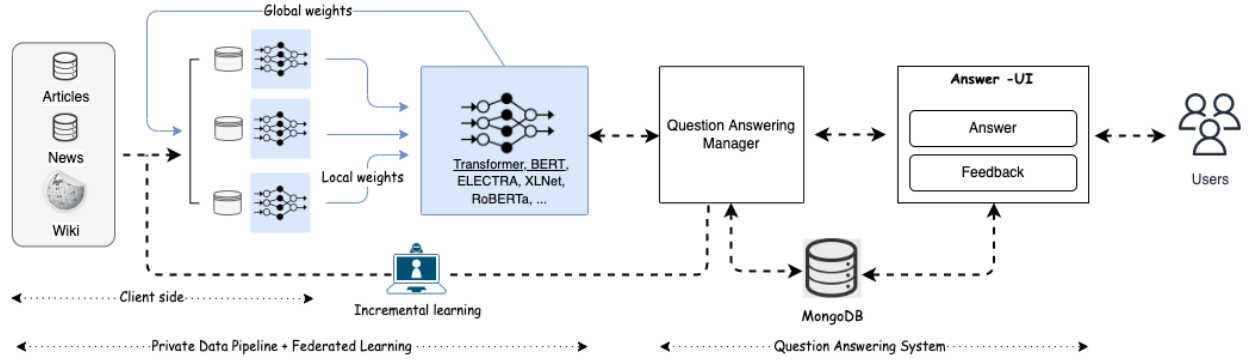 Global weights
Articles
News
Wiki
Local weights
Transformer, BERT,
ELECTRA, XLNet,
RoBERTa, ...
Question Answering
Manager
Answer -UI
Answer
Feedback
Users
Incremental learning
MongoDB
Client side
Private Data Pipeline + Federated Learning
Question Answering System